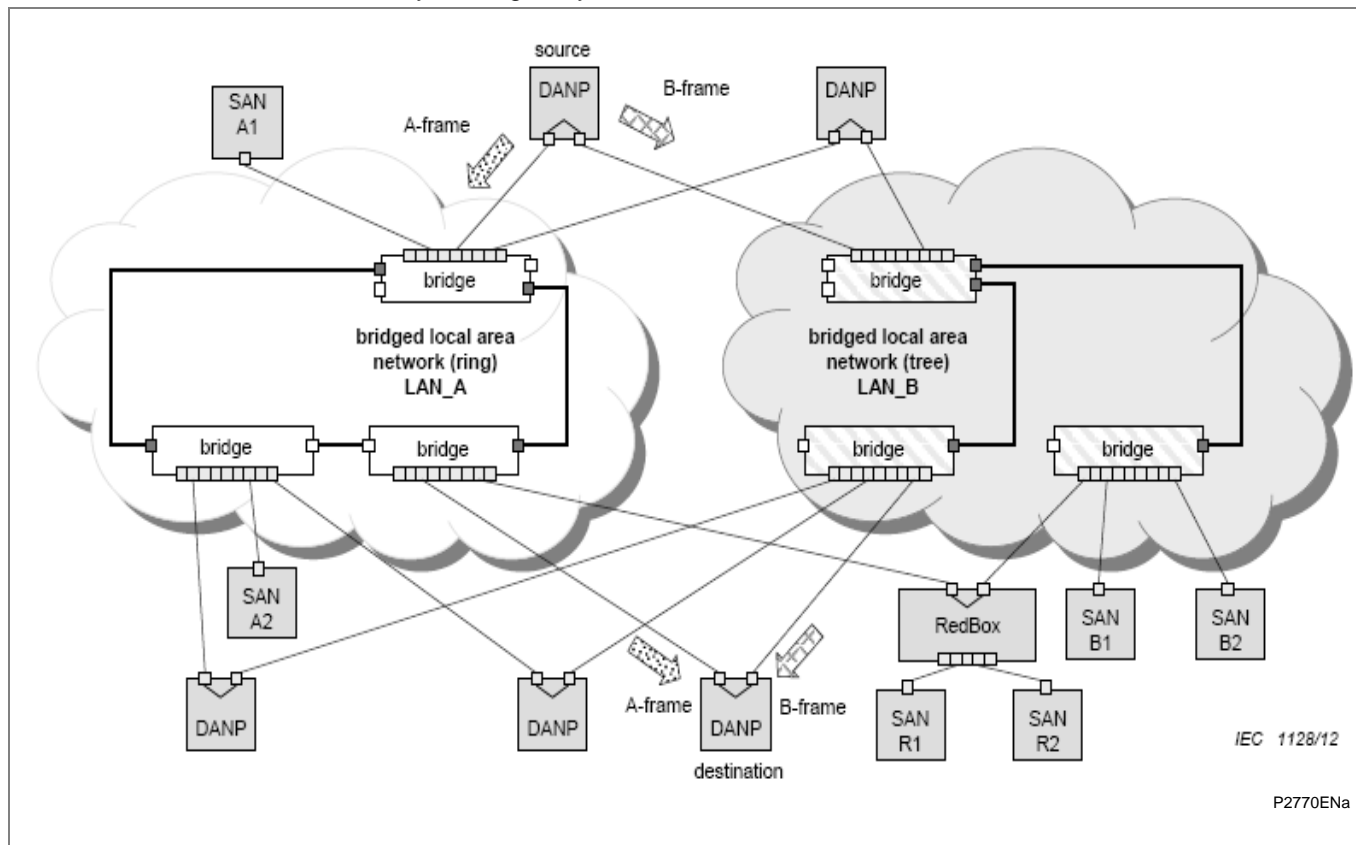 source
DANP
B-frame
DANP
SAN
A1
A-frame
bridge
bridge
bridged local area
network (ring)
LAN_A
bridged local area
network (tree)
LAN_B
bridge
bridge
bridge
bridge
SAN
A2
RedBox
SAN
B1
SAN
B2
DANP
DANP
A-frame
DANP
B-frame
SAN
R1
SAN
R2
destination
IEC 1128/12
P2770ENa